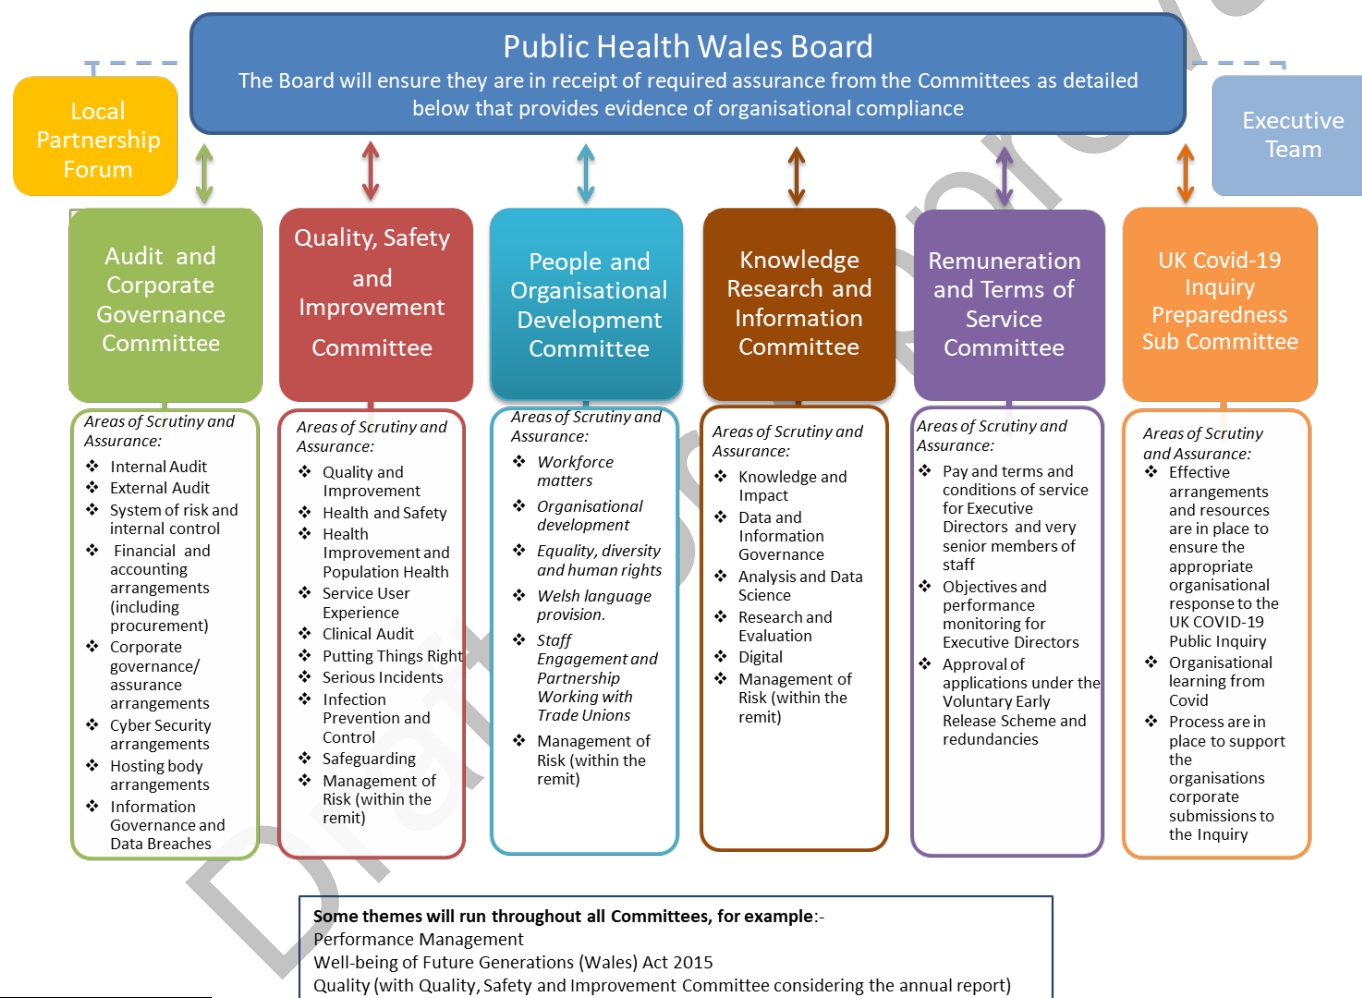 Public Health Wales Board
The Board will ensure they are in receipt of required assurance from the Committees as detailed
below that provides evidence of organisational compliance
Local
Partnership
Forum
Executive
Team
Audit and
Corporate
Governance
Committee
Areas of Scrutiny and
Assurance:
❖ Internal Audit
❖ External Audit
❖ System of risk and
internal control
❖ Financial and
accounting
arrangements
(including
procurement)
❖ Corporate
governance/
assurance
arrangements
❖ Cyber Security
arrangements
❖ Hosting body
arrangements
❖ Information
Governance and
Data Breaches
Quality, Safety
and
Improvement
Committee
Areas of Scrutiny and
Assurance:
❖ Quality and
Improvement
❖ Health and Safety
❖ Health
Improvement and
Population Health
❖ Service User
Experience
❖ Clinical Audit
❖ Putting Things Right
❖ Serious Incidents
❖ Infection
Prevention and
Control
❖ Safeguarding
❖ Management of
Risk (within the
remit)
People and
Organisational
Development
Committee
Areas of Scrutiny and
Assurance:
❖ Workforce
matters
❖ Organisational
development
❖ Equality, diversity
and human rights
❖ Welsh language
provision.
❖ Staff
Engagement and
Partnership
Working with
Trade Unions
❖ Management of
Risk (within the
remit)
Knowledge
Research and
Information
Committee
Areas of Scrutiny and
Assurance:
❖ Knowledge and
Impact
❖ Data and
Information
Governance
❖ Analysis and Data
Science
❖ Research and
Evaluation
❖ Digital
❖ Management of
Risk (within the
remit)
Remuneration
and Terms of
Service
Committee
Areas of Scrutiny and
Assurance:
❖ Pay and terms and
conditions of service
for Executive
Directors and very
senior members of
staff
❖ Objectives and
performance
monitoring for
Executive Directors
❖ Approval of
applications under the
Voluntary Early
Release Scheme and
redundancies
UK Covid-19
Inquiry
Preparedness
Sub Committee
Areas of Scrutiny
and Assurance:
❖ Effective
arrangements
and resources
are in place to
ensure the
appropriate
organisational
response to the
UK COVID-19
Public Inquiry
❖ Organisational
learning from
Covid
❖ Process are in
place to support
the
organisations
corporate
submissions to
the Inquiry
Some themes will run throughout all Committees, for example:-
Performance Management
Well-being of Future Generations (Wales) Act 2015
Quality (with Quality, Safety and Improvement Committee considering the annual report)
Draft